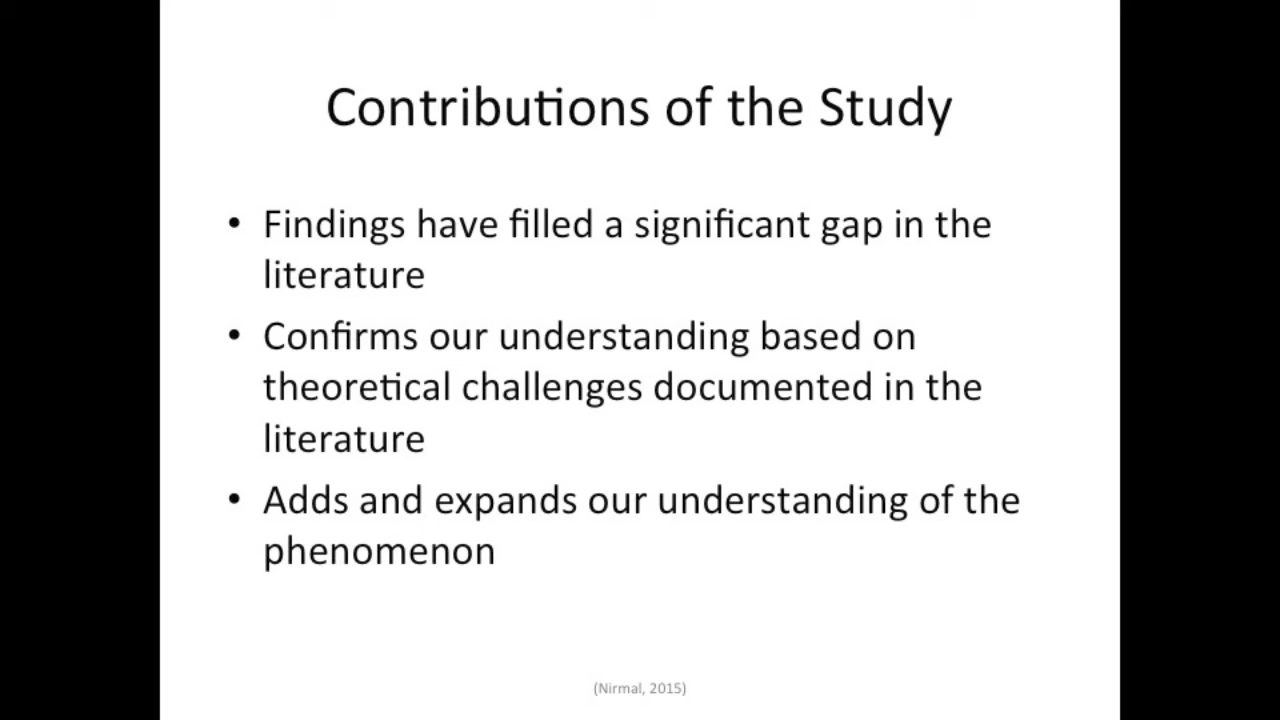 Contributions of the Study
• Findings have filled a significant gap in the
literature
• Confirms our understanding based on
theoretical challenges documented in the
literature
• Adds and expands our understanding of the
phenomenon
(Nirmal, 2015)